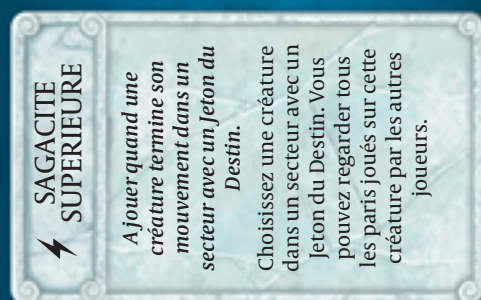 SAGACITE
SUPERIEURE
A jouer quand une
créature termine son
mouvement dans un
secteur avec un Jeton du
Destin.
Choisissez une créature
dans un secteur avec un
Jeton du Destin. Vous
pouvez regarder tous
les paris joués sur cette
créature par les autres
joueurs.